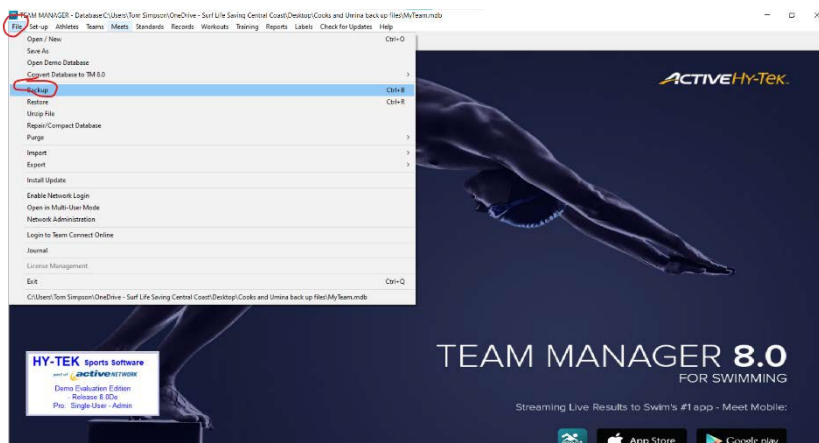 TEAM MANAGER - Database:C:\Users\Tom Simpson\OneDrive - Surf Life Saving Central Coast\Desktop\Cooks and Umina back up files\MyTeam.mdb
File Set-up Athletes Teams Meets Standards Records Workouts Training Reports Labels Check for Updates Help
Open / New Ctrl+O
Save As
Open Demo Database
Convert Database to TM 8.0
Backup Ctrl+B
Restore Ctrl+R
Unzip File
Repair/Compact Database
Purge
Import
Export
Install Update
Enable Network Login
Open in Multi-User Mode
Network Administration
Login to Team Connect Online
Journal
License Management
Exit Ctrl+Q
C:\Users\Tom Simpson\OneDrive - Surf Life Saving Central Coast\Desktop\Cooks and Umina back up files\MyTeam.mdb
ACTIVEHY-TEK
HY-TEK Sports Software
part of active NETWORK
Demo Evaluation Edition
- Release 8.0De
Pro: Single-User - Admin
TEAM MANAGER 8.0
FOR SWIMMING
Streaming Live Results to Swim's #1 app - Meet Mobile:
App Store
Google play